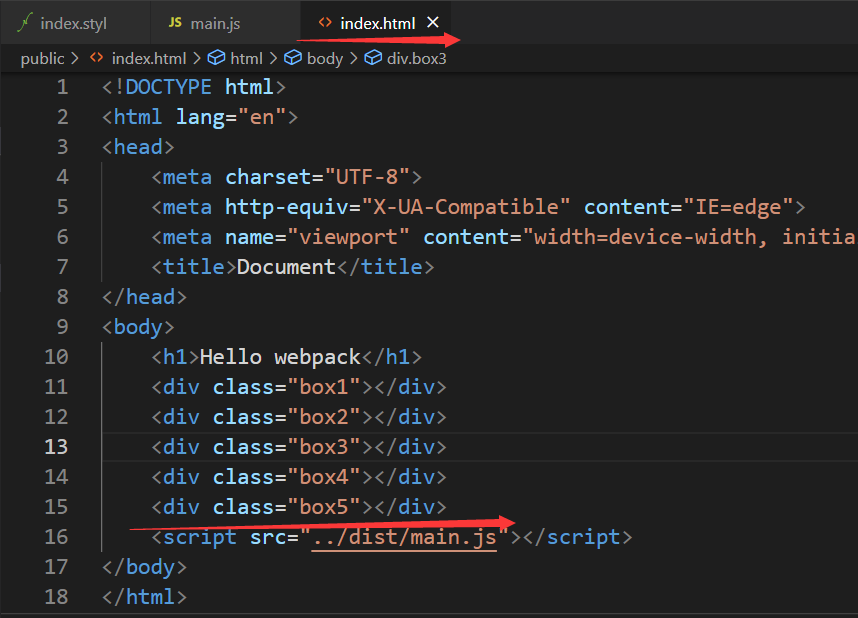 index.styl JS main.js <> index.html ×
public > <> index.html > html > body > div.box3
1 <!DOCTYPE html>
2 <html lang="en">
3 <head>
4 <meta charset="UTF-8">
5 <meta http-equiv="X-UA-Compatible" content="IE=edge">
6 <meta name="viewport" content="width=device-width, initia
7 <title>Document</title>
8 </head>
9 <body>
10 <h1>Hello webpack</h1>
11 <div class="box1"></div>
12 <div class="box2"></div>
13 <div class="box3"></div>
14 <div class="box4"></div>
15 <div class="box5"></div>
16 <script src="../dist/main.js"></script>
17 </body>
18 </html>